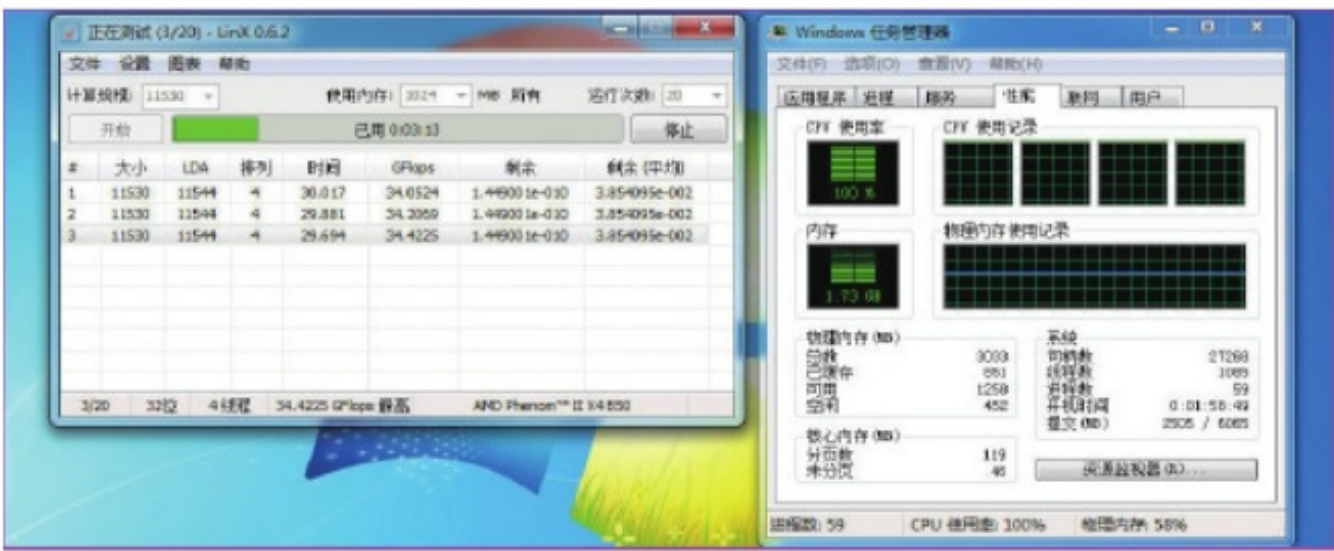 正在测试 (3/20) - LinX 0.6.2
文件 设置 图表 帮助
计算规模: 11530 使用内存: 1024 MiB 所有 运行次数: 20
开始 已用 0:03:13 停止
# 大小 LDA 排列 时间 GFlops 剩余 剩余 (平均)
1 11530 11544 4 30.017 34.0524 1.449001e-010 3.854095e-002
2 11530 11544 4 29.881 34.3069 1.449001e-010 3.854095e-002
3 11530 11544 4 29.694 34.4225 1.449001e-010 3.854095e-002
3/20 32位 4线程 34.4225 GFlops 最高 AMD Phenom™ II X4 850
Windows 任务管理器
文件(F) 选项(O) 查看(V) 帮助(H)
应用程序 进程 服务 性能 联网 用户
CPU 使用率 CPU 使用记录
100 %
内存 物理内存使用记录
1.73 GB
物理内存(MB)
总数 3033
已缓存 851
可用 1258
空闲 452
系统
句柄数 27268
线程数 1085
进程数 59
开机时间 0:01:58:49
提交(MB) 2505 / 6065
核心内存(MB)
分页数 119
未分页 46
资源监视器(R)...
进程数: 59 CPU 使用率: 100% 物理内存: 58%